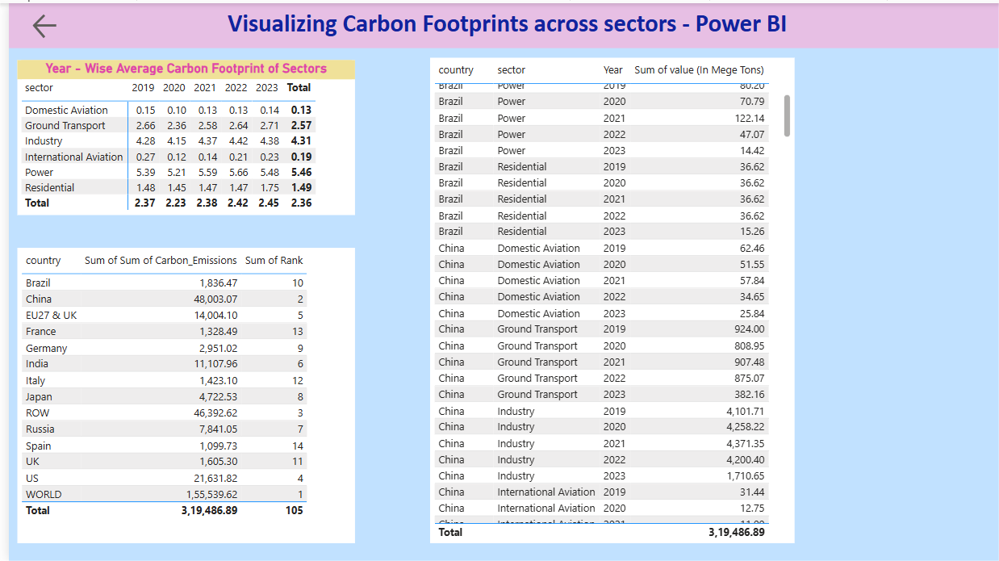 Visualizing Carbon Footprints across sectors - Power BI
Year - Wise Average Carbon Footprint of Sectors
sector 2019 2020 2021 2022 2023 Total
Domestic Aviation 0.15 0.10 0.13 0.13 0.14 0.13
Ground Transport 2.66 2.36 2.58 2.64 2.71 2.57
Industry 4.28 4.15 4.37 4.42 4.38 4.31
International Aviation 0.27 0.12 0.14 0.21 0.23 0.19
Power 5.39 5.21 5.59 5.66 5.48 5.46
Residential 1.48 1.45 1.47 1.47 1.75 1.49
Total 2.37 2.23 2.38 2.42 2.45 2.36
country Sum of Sum of Carbon_Emissions Sum of Rank
Brazil 1,836.47 10
China 48,003.07 2
EU27 & UK 14,004.10 5
France 1,328.49 13
Germany 2,951.02 9
India 11,107.96 6
Italy 1,423.10 12
Japan 4,722.53 8
ROW 46,392.62 3
Russia 7,841.05 7
Spain 1,099.73 14
UK 1,605.30 11
US 21,631.82 4
WORLD 1,55,539.62 1
Total 3,19,486.89 105
country sector Year Sum of value (In Mege Tons)
Brazil Power 2019 80.20
Brazil Power 2020 70.79
Brazil Power 2021 122.14
Brazil Power 2022 47.07
Brazil Power 2023 14.42
Brazil Residential 2019 36.62
Brazil Residential 2020 36.62
Brazil Residential 2021 36.62
Brazil Residential 2022 36.62
Brazil Residential 2023 15.26
China Domestic Aviation 2019 62.46
China Domestic Aviation 2020 51.55
China Domestic Aviation 2021 57.84
China Domestic Aviation 2022 34.65
China Domestic Aviation 2023 25.84
China Ground Transport 2019 924.00
China Ground Transport 2020 808.95
China Ground Transport 2021 907.48
China Ground Transport 2022 875.07
China Ground Transport 2023 382.16
China Industry 2019 4,101.71
China Industry 2020 4,258.22
China Industry 2021 4,371.35
China Industry 2022 4,200.40
China Industry 2023 1,710.65
China International Aviation 2019 31.44
China International Aviation 2020 12.75
China International Aviation 2021
Total 3,19,486.89